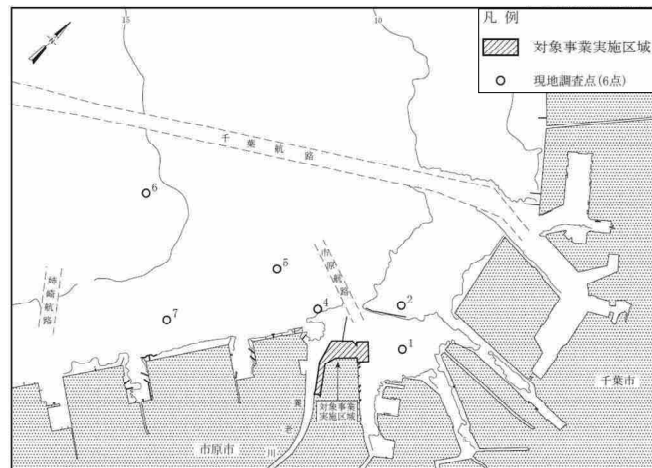 15
10
凡 例
対象事業実施区域
現地調査点(6点)
千葉航路
6
5
市原航路
姉崎航路
4
2
7
1
対象事業
実施区域
養老川
市原市
千葉市